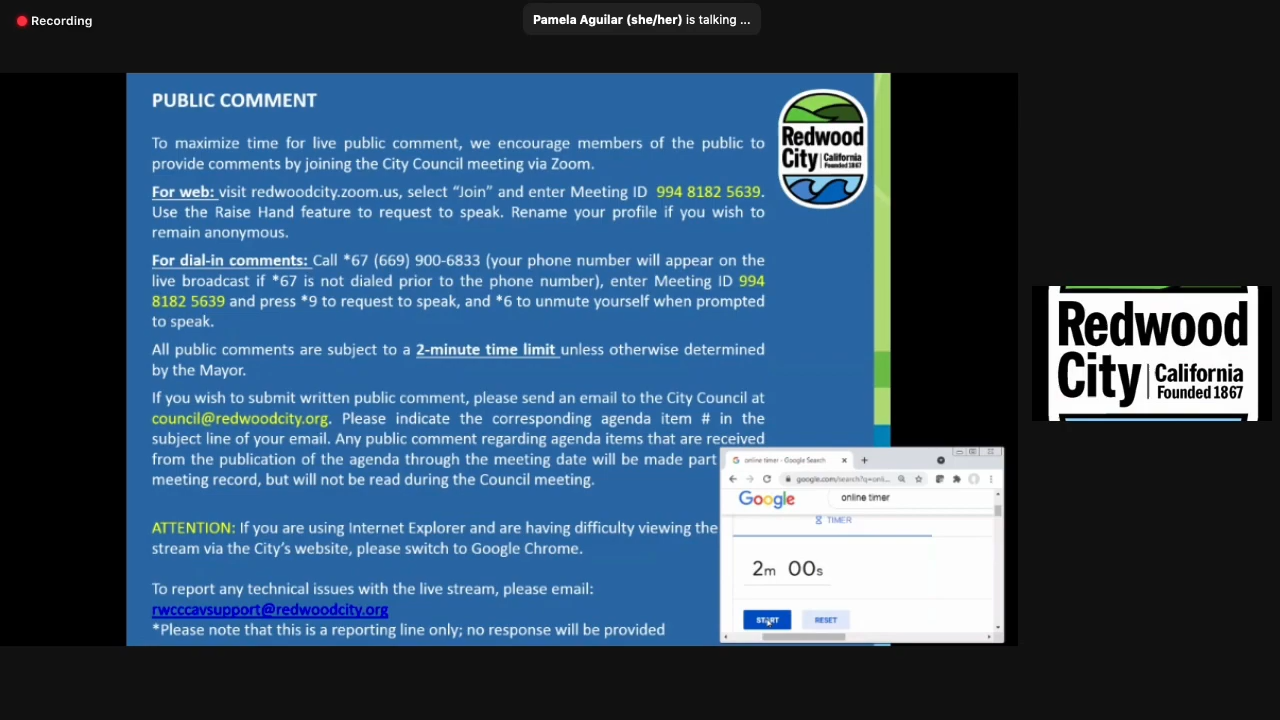 Recording
Pamela Aguilar (she/her) is talking ...
PUBLIC COMMENT
To maximize time for live public comment, we encourage members of the public to
provide comments by joining the City Council meeting via Zoom.
For web: visit redwoodcity.zoom.us, select “Join” and enter Meeting ID 994 8182 5639.
Use the Raise Hand feature to request to speak. Rename your profile if you wish to
remain anonymous.
For dial-in comments: Call *67 (669) 900-6833 (your phone number will appear on the
live broadcast if *67 is not dialed prior to the phone number), enter Meeting ID 994
8182 5639 and press *9 to request to speak, and *6 to unmute yourself when prompted
to speak.
All public comments are subject to a 2-minute time limit unless otherwise determined
by the Mayor.
If you wish to submit written public comment, please send an email to the City Council at
council@redwoodcity.org. Please indicate the corresponding agenda item # in the
subject line of your email. Any public comment regarding agenda items that are received
from the publication of the agenda through the meeting date will be made part
meeting record, but will not be read during the Council meeting.
ATTENTION: If you are using Internet Explorer and are having difficulty viewing the
stream via the City’s website, please switch to Google Chrome.
To report any technical issues with the live stream, please email:
rwcccavsupport@redwoodcity.org
*Please note that this is a reporting line only; no response will be provided
Redwood
City California
Founded 1867
online timer - Google Search
google.com/search?q=onli...
Google online timer
TIMER
2m 00s
START RESET
Redwood
City California
Founded 1867